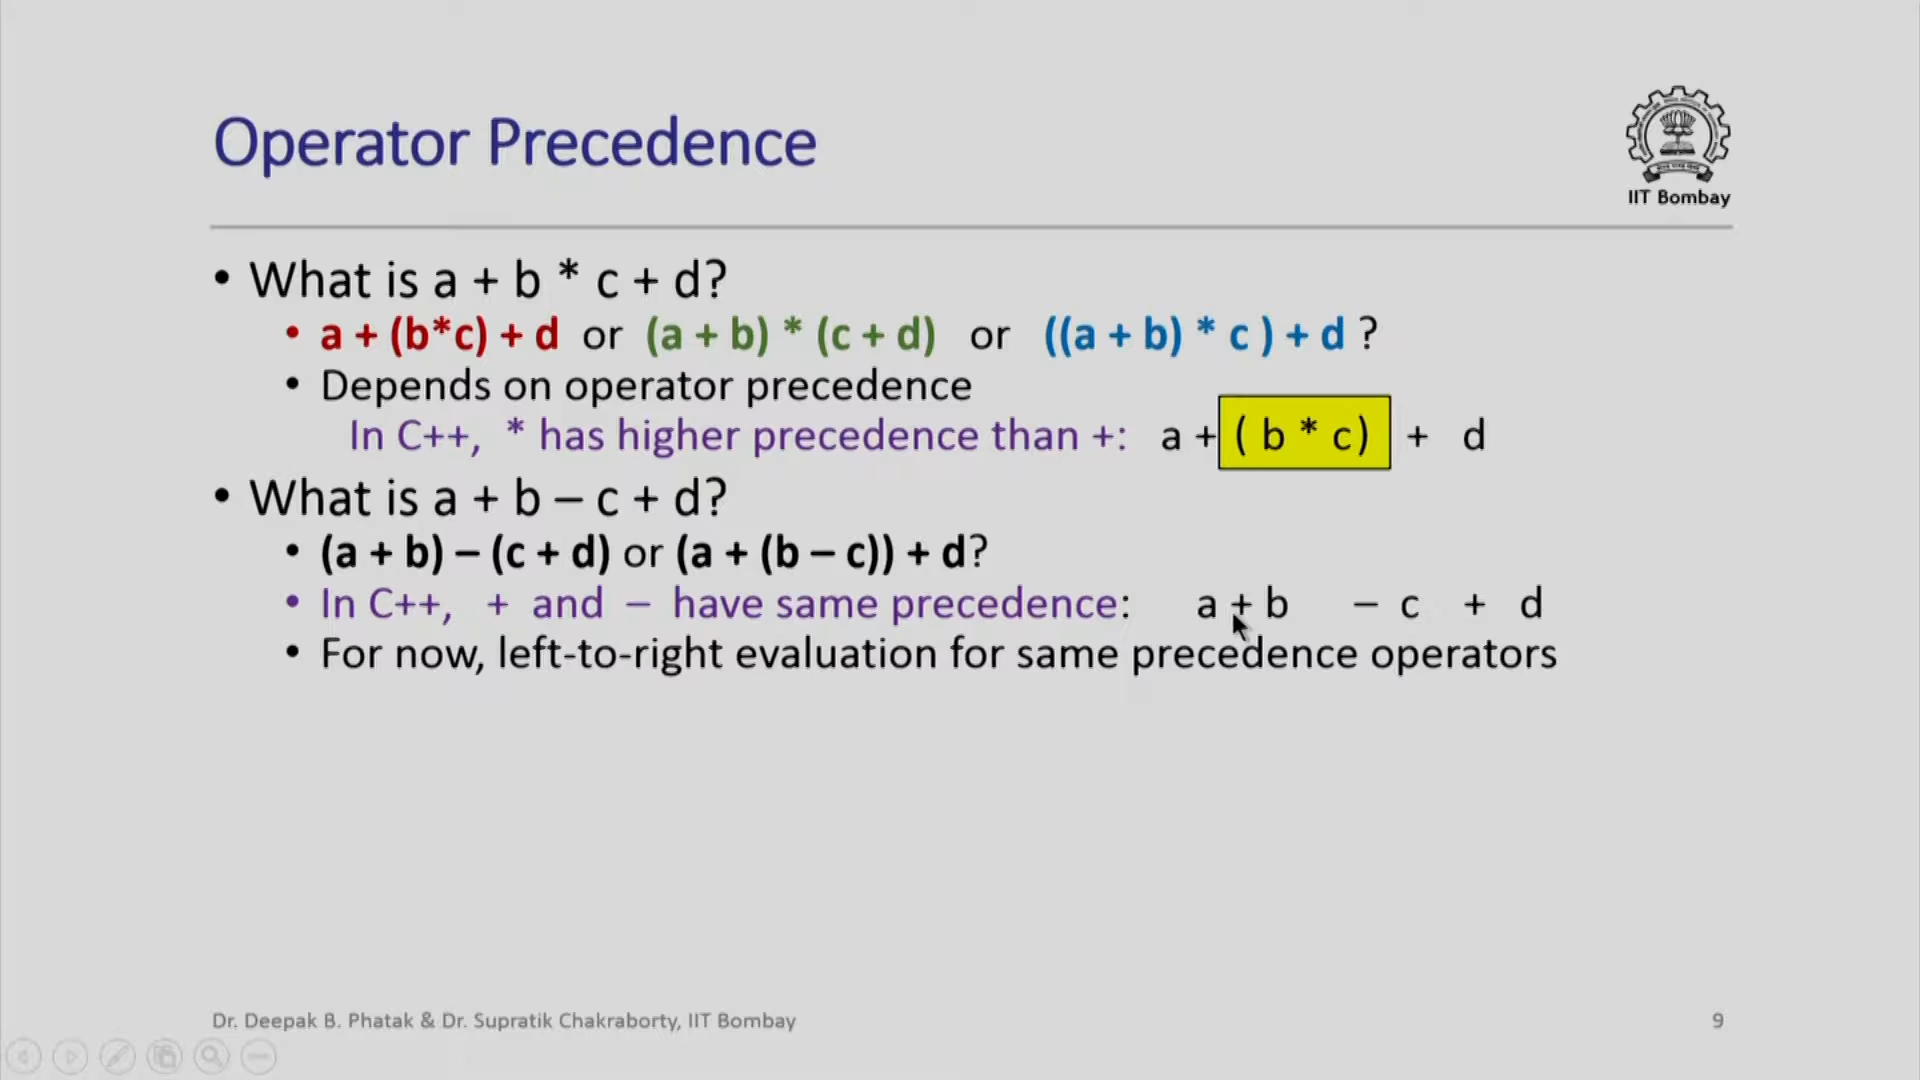 Operator Precedence
IIT Bombay
• What is a + b * c + d?
• a + (b*c) + d or (a + b) * (c + d) or ((a + b) * c ) + d ?
• Depends on operator precedence
In C++, * has higher precedence than +: a + ( b * c) + d
• What is a + b – c + d?
• (a + b) – (c + d) or (a + (b – c)) + d?
• In C++, + and – have same precedence: a + b – c + d
• For now, left-to-right evaluation for same precedence operators
Dr. Deepak B. Phatak & Dr. Supratik Chakraborty, IIT Bombay
9